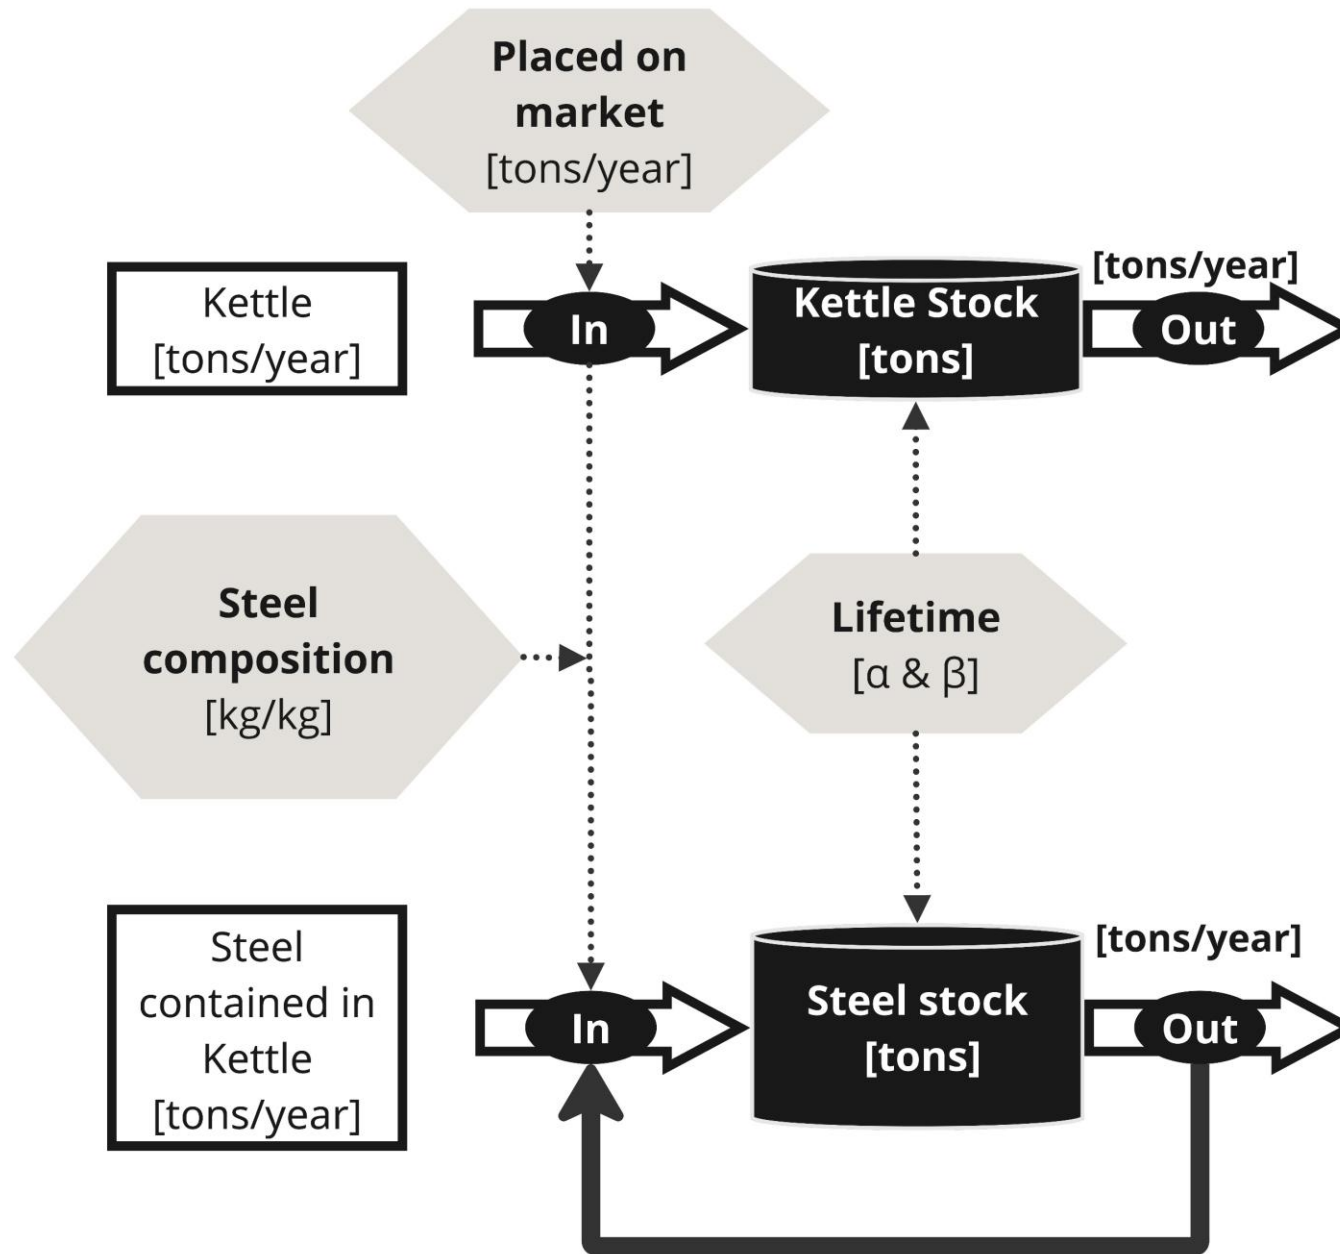 Placed on
market
[tons/year]
Kettle
[tons/year]
In
Kettle Stock
[tons]
[tons/year]
Out
Steel
composition
[kg/kg]
Lifetime
[α & β]
Steel
contained in
Kettle
[tons/year]
In
Steel stock
[tons]
[tons/year]
Out